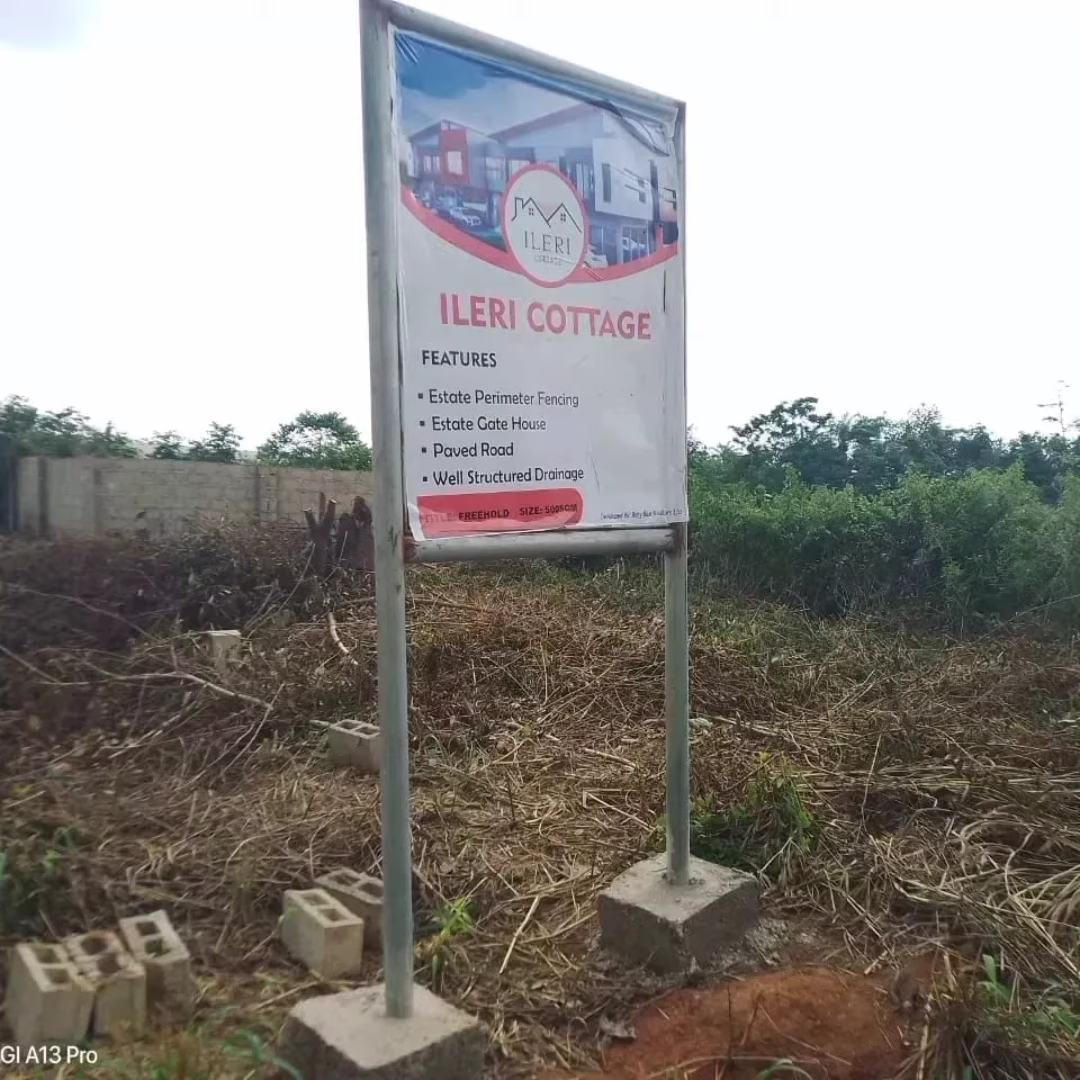 ILERI
ILERI COTTAGE
FEATURES
▪ Estate Perimeter Fencing
▪ Estate Gate House
▪ Paved Road
▪ Well Structured Drainage
TITLE: FREEHOLD SIZE: 500SQM
GI A13 Pro